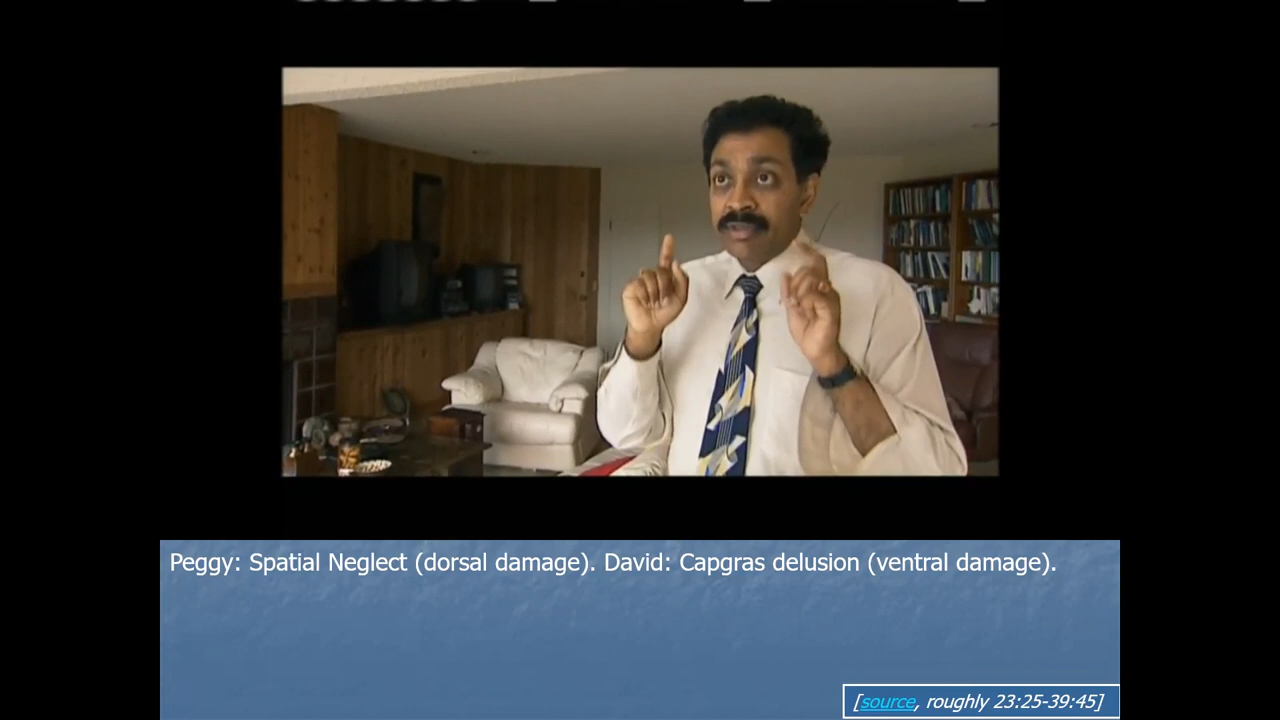 Peggy: Spatial Neglect (dorsal damage). David: Capgras delusion (ventral damage).
[source, roughly 23:25-39:45]